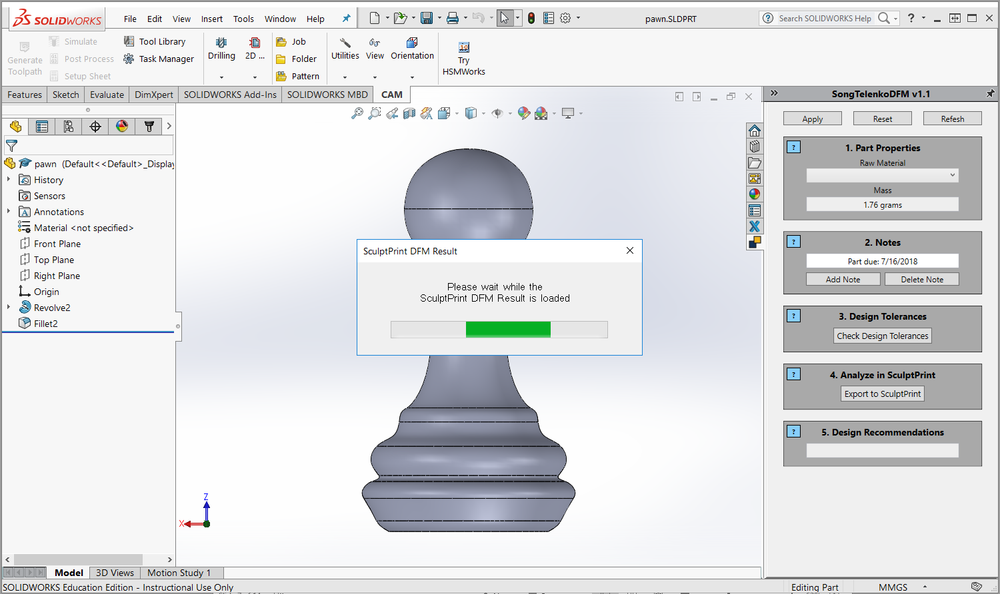 SOLIDWORKS
File Edit View Insert Tools Window Help
pawn.SLDPRT
Search SOLIDWORKS Help
Generate Toolpath
Simulate
Post Process
Setup Sheet
Tool Library
Task Manager
Drilling
2D ...
Job
Folder
Pattern
Utilities
View
Orientation
Try
HSMWorks
Features Sketch Evaluate DimXpert SOLIDWORKS Add-Ins SOLIDWORKS MBD CAM
pawn (Default<<Default>_Display
History
Sensors
Annotations
Material <not specified>
Front Plane
Top Plane
Right Plane
Origin
Revolve2
Fillet2
SculptPrint DFM Result
Please wait while the
SculptPrint DFM Result is loaded
Z
X
SongTelenkoDFM v1.1
Apply Reset Refesh
? 1. Part Properties
Raw Material
Mass
1.76 grams
? 2. Notes
Part due: 7/16/2018
Add Note Delete Note
? 3. Design Tolerances
Check Design Tolerances
? 4. Analyze in SculptPrint
Export to SculptPrint
? 5. Design Recommendations
Model 3D Views Motion Study 1
SOLIDWORKS Education Edition - Instructional Use Only
Editing Part MMGS